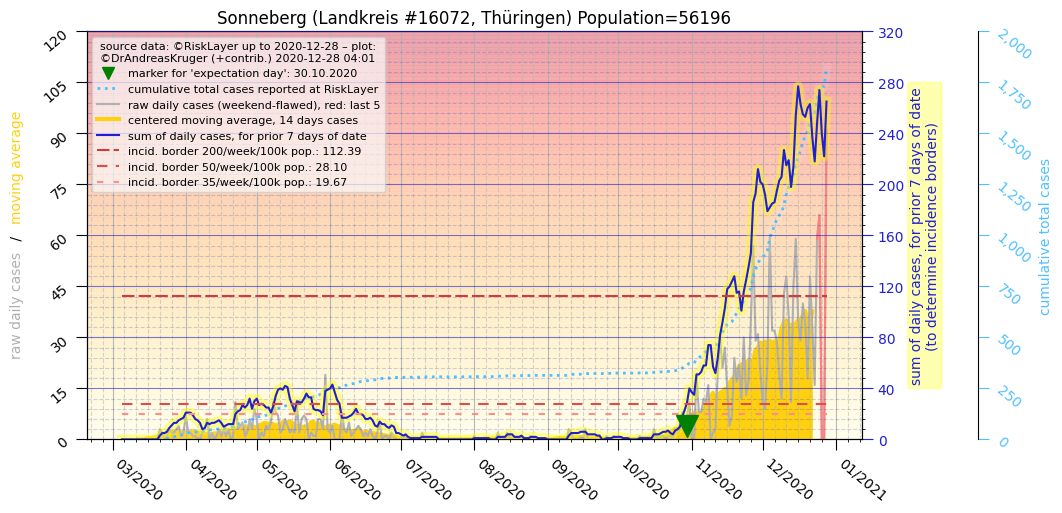 Sonneberg (Landkreis #16072, Thüringen) Population=56196
source data: ©RiskLayer up to 2020-12-28 – plot:
©DrAndreasKruger (+contrib.) 2020-12-28 04:01
marker for 'expectation day': 30.10.2020
cumulative total cases reported at RiskLayer
raw daily cases (weekend-flawed), red: last 5
centered moving average, 14 days cases
sum of daily cases, for prior 7 days of date
incid. border 200/week/100k pop.: 112.39
incid. border 50/week/100k pop.: 28.10
incid. border 35/week/100k pop.: 19.67
raw daily cases / moving average
120
105
90
75
60
45
30
15
0
03/2020
04/2020
05/2020
06/2020
07/2020
08/2020
09/2020
10/2020
11/2020
12/2020
01/2021
320
280
240
200
160
120
80
40
0
sum of daily cases, for prior 7 days of date
(to determine incidence borders)
2,000
1,750
1,500
1,250
1,000
750
500
250
0
cumulative total cases